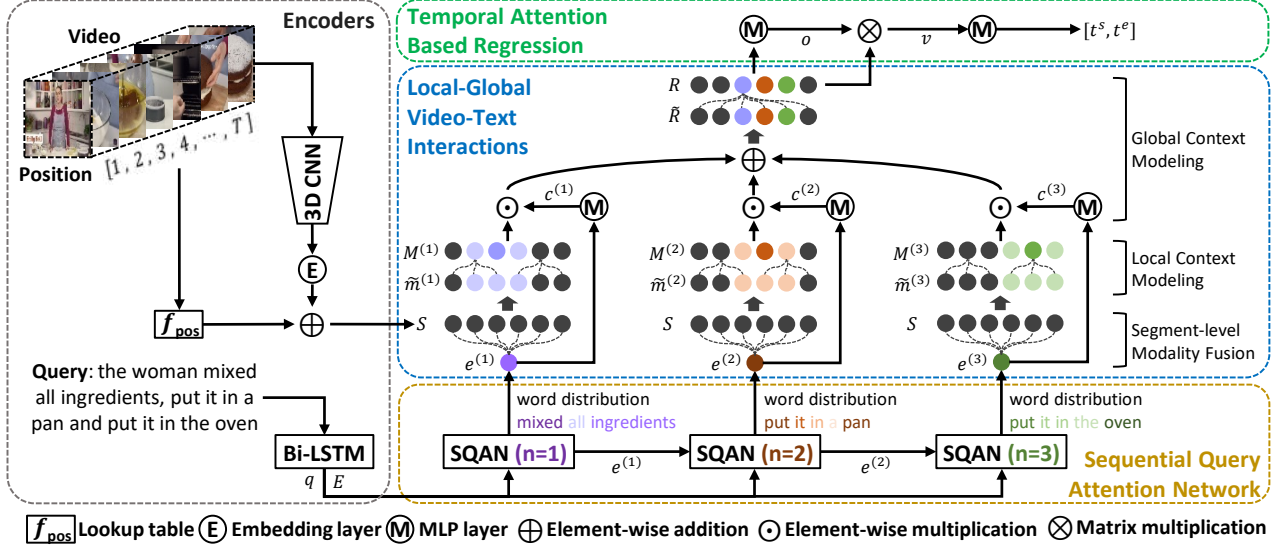 Encoders
Video
[1, 2, 3, 4, ⋯, T]
Position
3D CNN
E
f_pos
Query: the woman mixed
all ingredients, put it in a
pan and put it in the oven
Bi-LSTM
q E
Temporal Attention
Based Regression
M o ⊗ v M [t^s, t^e]
Local-Global
Video-Text
Interactions
R
R̃
Global Context
Modeling
c^(1) M
c^(2) M
c^(3) M
M^(1) M^(2) M^(3)
m̃^(1) m̃^(2) m̃^(3)
Local Context
Modeling
S S S
e^(1) e^(2) e^(3)
Segment-level
Modality Fusion
word distribution
mixed all ingredients
word distribution
put it in a pan
word distribution
put it in the oven
SQAN (n=1) e^(1) SQAN (n=2) e^(2) SQAN (n=3)
Sequential Query
Attention Network
f_pos Lookup table E Embedding layer M MLP layer ⊕ Element-wise addition ⊙ Element-wise multiplication ⊗ Matrix multiplication